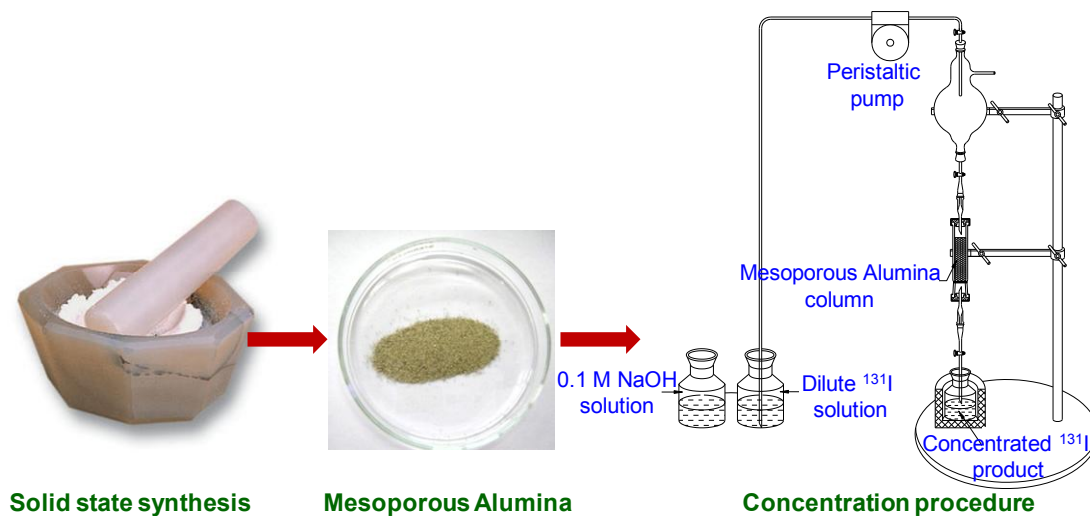 Peristaltic
pump
Mesoporous Alumina
column
0.1 M NaOH
solution
Dilute ¹³¹I
solution
Concentrated ¹³¹I
product
Solid state synthesis
Mesoporous Alumina
Concentration procedure